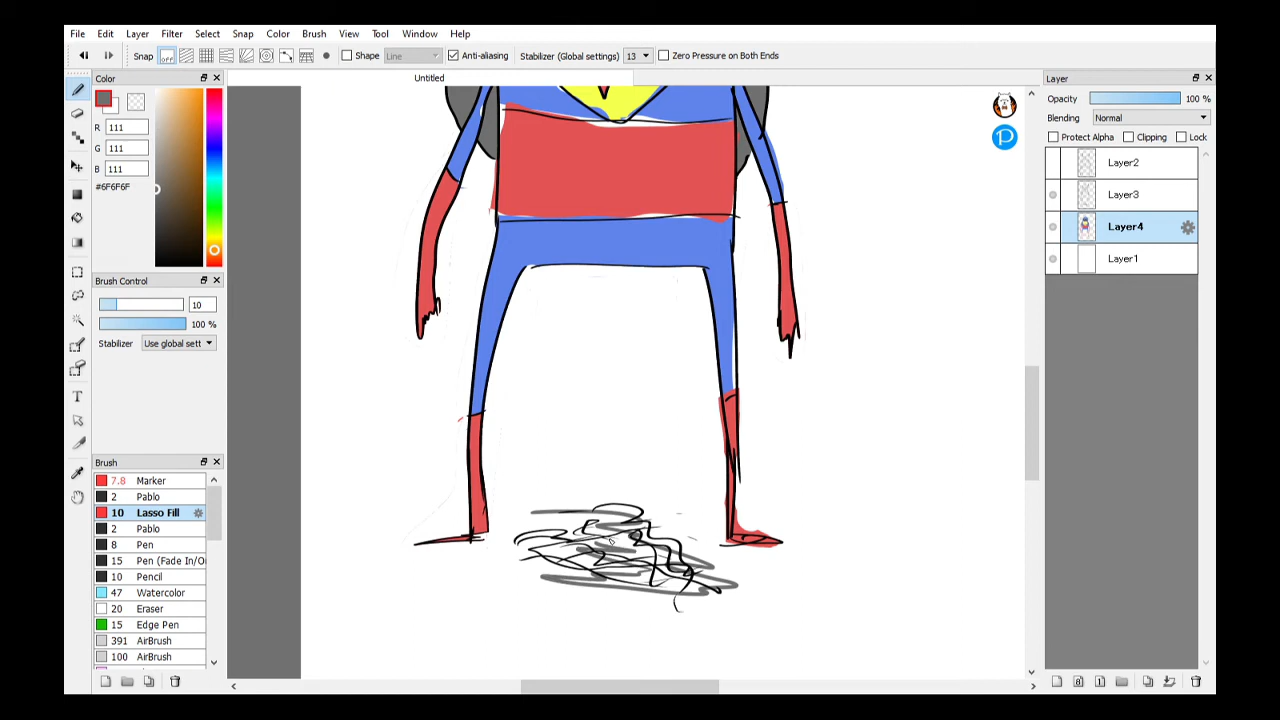 File Edit Layer Filter Select Snap Color Brush View Tool Window Help
Snap OFF Shape Line Anti-aliasing Stabilizer (Global settings) 13 Zero Pressure on Both Ends
Color
Untitled
Layer
R 111
G 111
B 111
#6F6F6F
Opacity 100 %
Blending Normal
Protect Alpha Clipping Lock
Layer2
Layer3
Layer4
Layer1
Brush Control
10
100 %
Stabilizer Use global sett
Brush
7.8 Marker
2 Pablo
10 Lasso Fill
2 Pablo
8 Pen
15 Pen (Fade In/O
10 Pencil
47 Watercolor
20 Eraser
15 Edge Pen
391 AirBrush
100 AirBrush